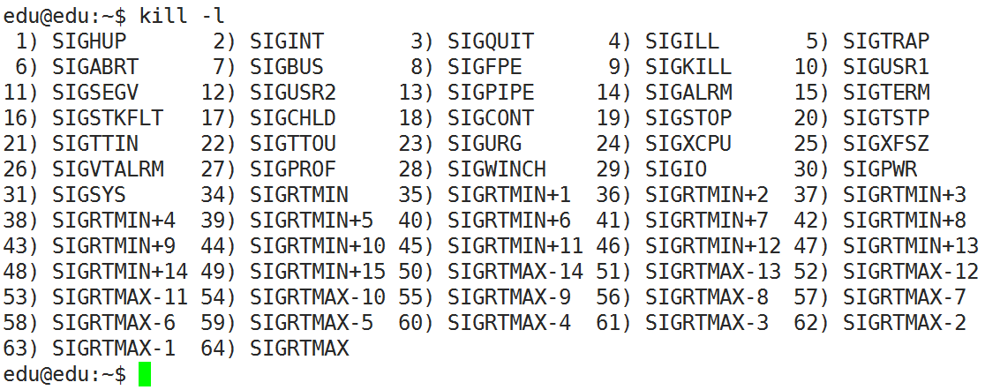 edu@edu:~$ kill -l
 1) SIGHUP       2) SIGINT       3) SIGQUIT      4) SIGILL       5) SIGTRAP
 6) SIGABRT      7) SIGBUS       8) SIGFPE       9) SIGKILL     10) SIGUSR1
11) SIGSEGV     12) SIGUSR2     13) SIGPIPE     14) SIGALRM     15) SIGTERM
16) SIGSTKFLT   17) SIGCHLD     18) SIGCONT     19) SIGSTOP     20) SIGTSTP
21) SIGTTIN     22) SIGTTOU     23) SIGURG      24) SIGXCPU     25) SIGXFSZ
26) SIGVTALRM   27) SIGPROF     28) SIGWINCH    29) SIGIO       30) SIGPWR
31) SIGSYS      34) SIGRTMIN    35) SIGRTMIN+1  36) SIGRTMIN+2  37) SIGRTMIN+3
38) SIGRTMIN+4  39) SIGRTMIN+5  40) SIGRTMIN+6  41) SIGRTMIN+7  42) SIGRTMIN+8
43) SIGRTMIN+9  44) SIGRTMIN+10 45) SIGRTMIN+11 46) SIGRTMIN+12 47) SIGRTMIN+13
48) SIGRTMIN+14 49) SIGRTMIN+15 50) SIGRTMAX-14 51) SIGRTMAX-13 52) SIGRTMAX-12
53) SIGRTMAX-11 54) SIGRTMAX-10 55) SIGRTMAX-9  56) SIGRTMAX-8  57) SIGRTMAX-7
58) SIGRTMAX-6  59) SIGRTMAX-5  60) SIGRTMAX-4  61) SIGRTMAX-3  62) SIGRTMAX-2
63) SIGRTMAX-1  64) SIGRTMAX
edu@edu:~$